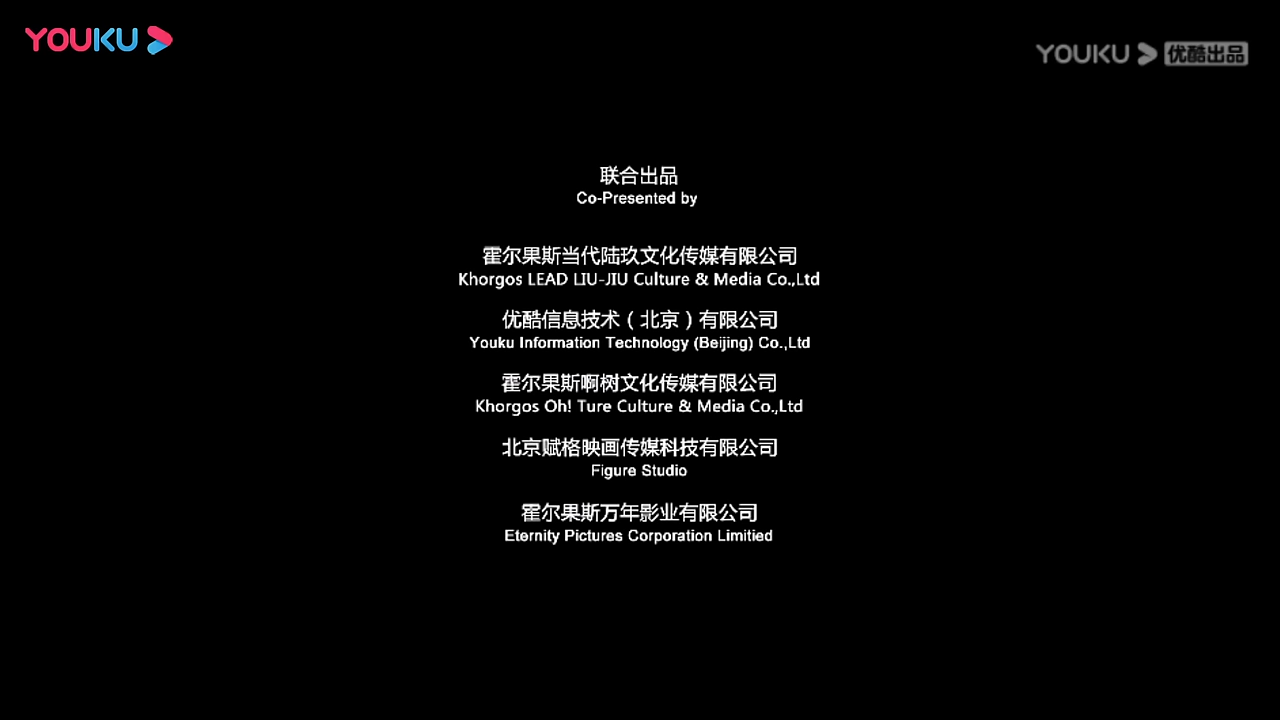 YOUKU
YOUKU 优酷出品
联合出品
Co-Presented by
霍尔果斯当代陆玖文化传媒有限公司
Khorgos LEAD LIU-JIU Culture & Media Co.,Ltd
优酷信息技术（北京）有限公司
Youku Information Technology (Beijing) Co.,Ltd
霍尔果斯啊树文化传媒有限公司
Khorgos Oh! Ture Culture & Media Co.,Ltd
北京赋格映画传媒科技有限公司
Figure Studio
霍尔果斯万年影业有限公司
Eternity Pictures Corporation Limitied